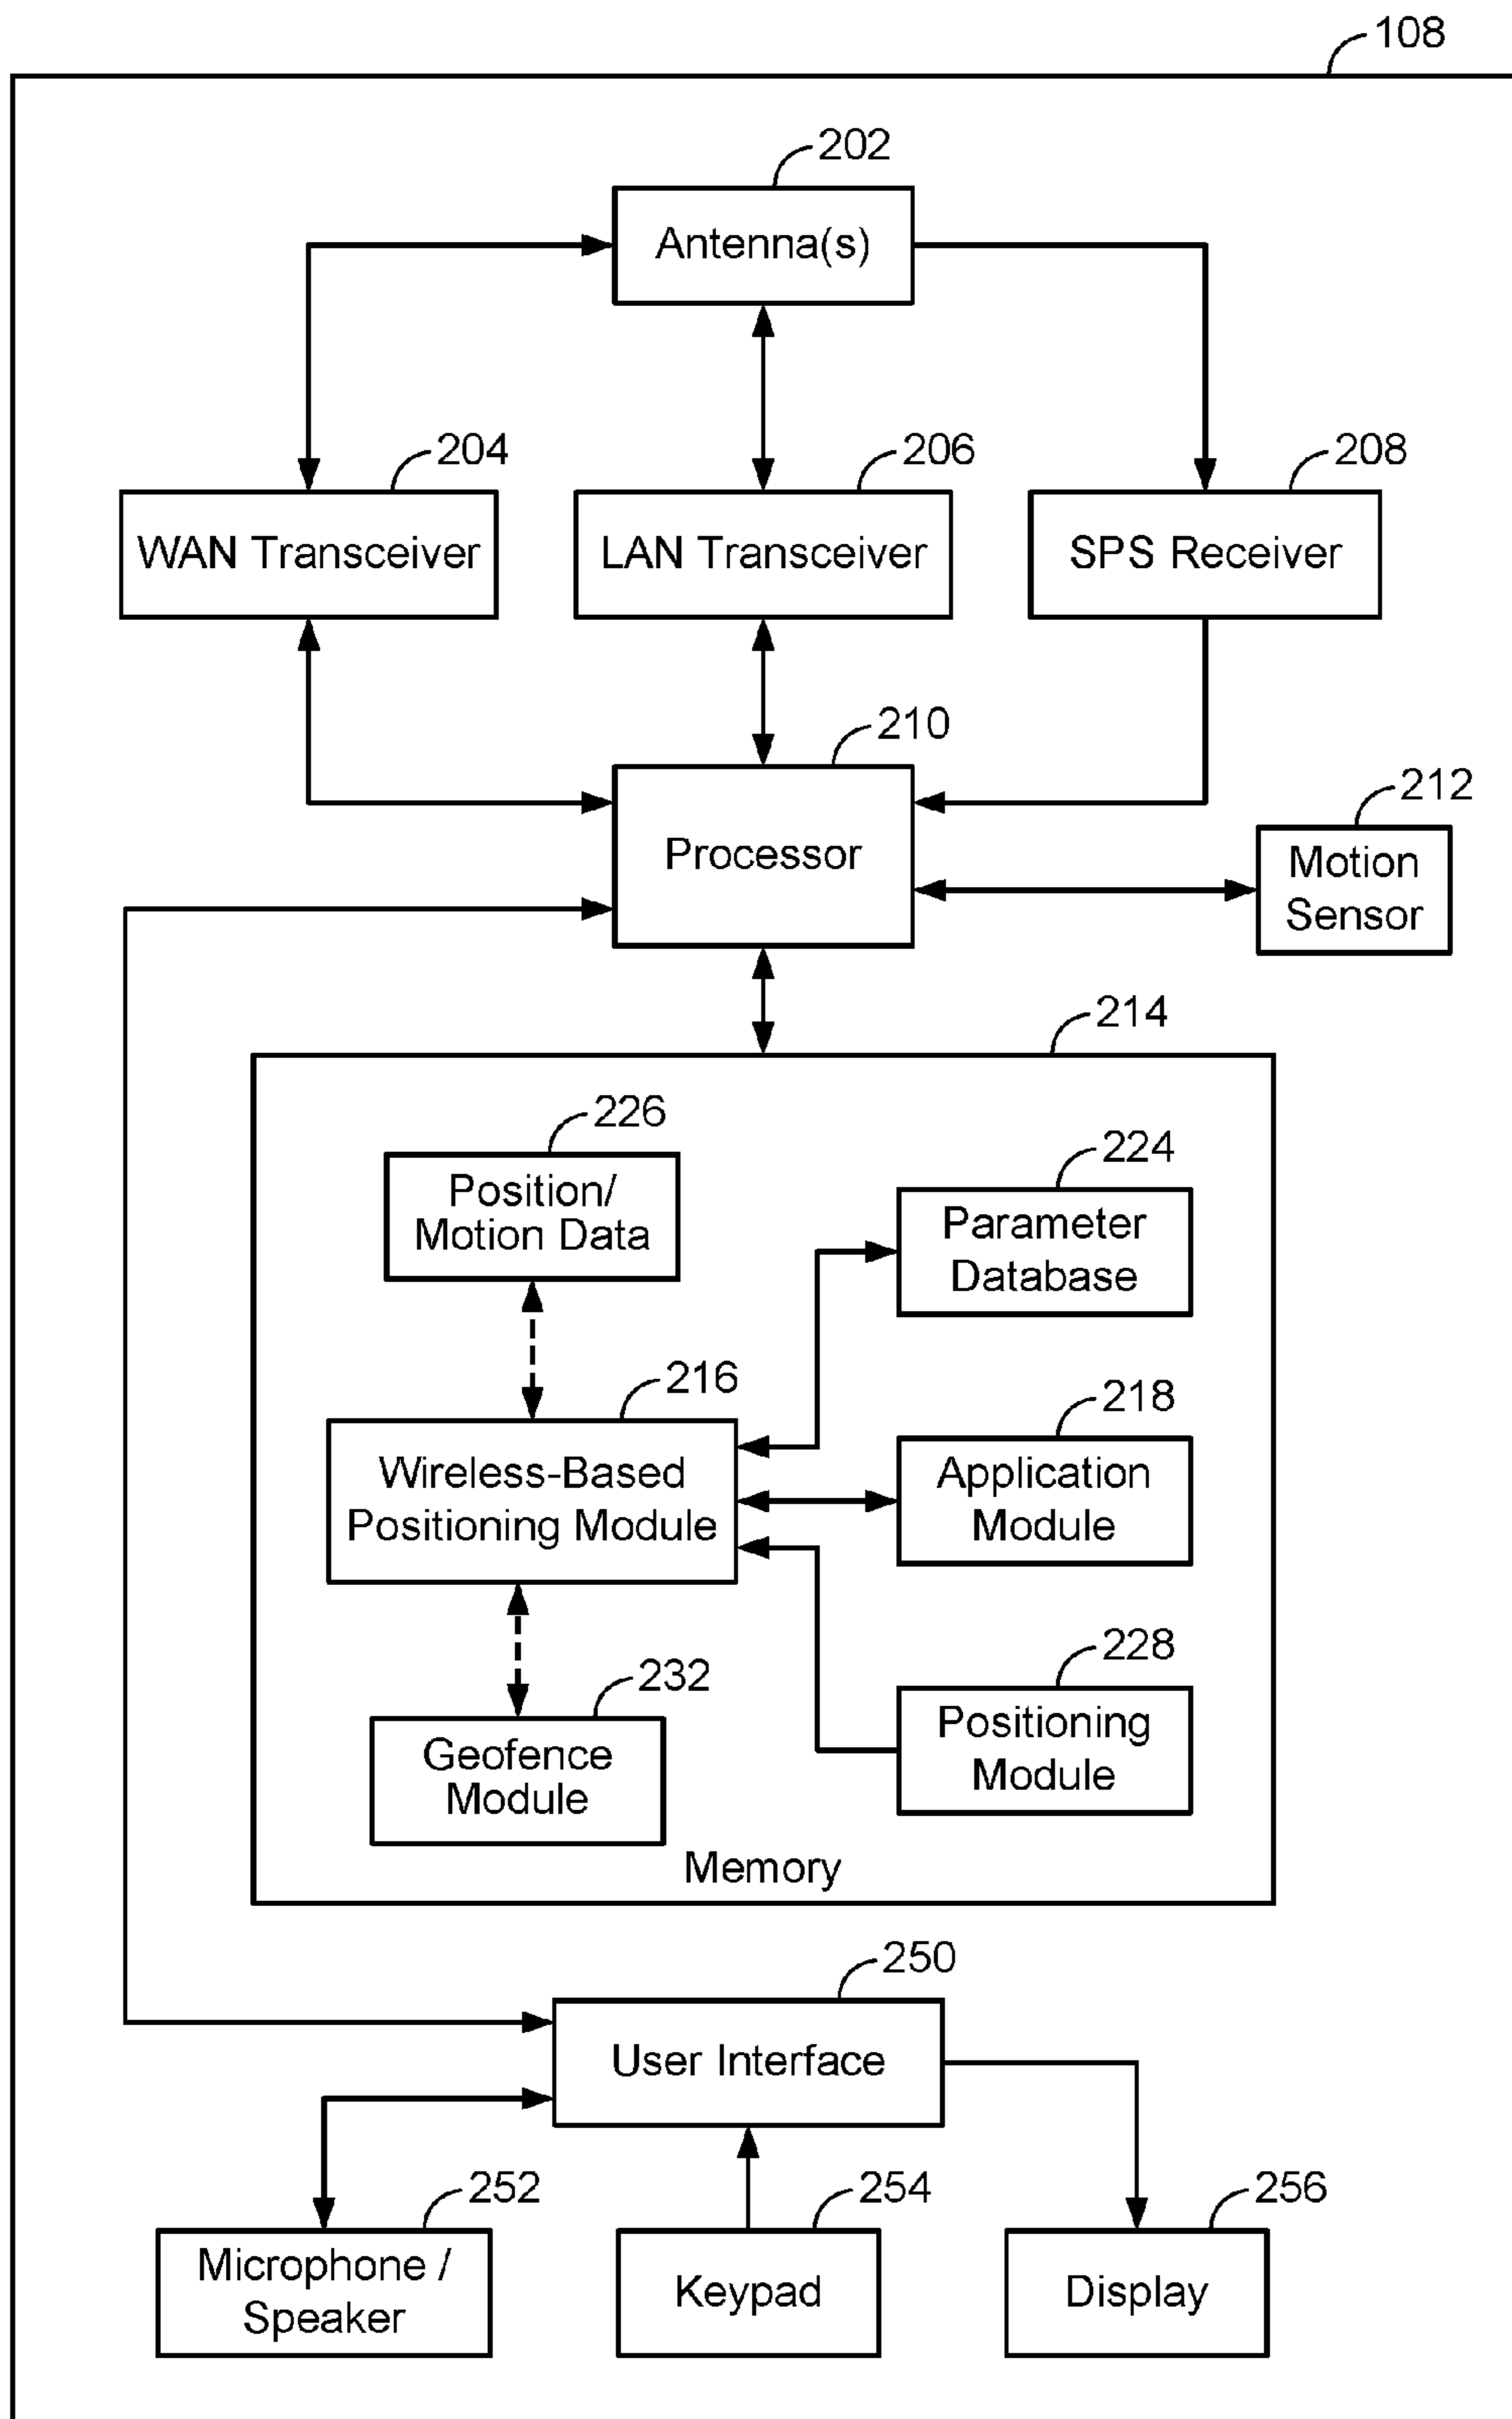 108
202
Antenna(s)
204
206
208
WAN Transceiver
LAN Transceiver
SPS Receiver
210
Processor
212
Motion
Sensor
214
226
Position/
Motion Data
224
Parameter
Database
216
Wireless-Based
Positioning Module
218
Application
Module
232
Geofence
Module
228
Positioning
Module
Memory
250
User Interface
252
Microphone /
Speaker
254
Keypad
256
Display